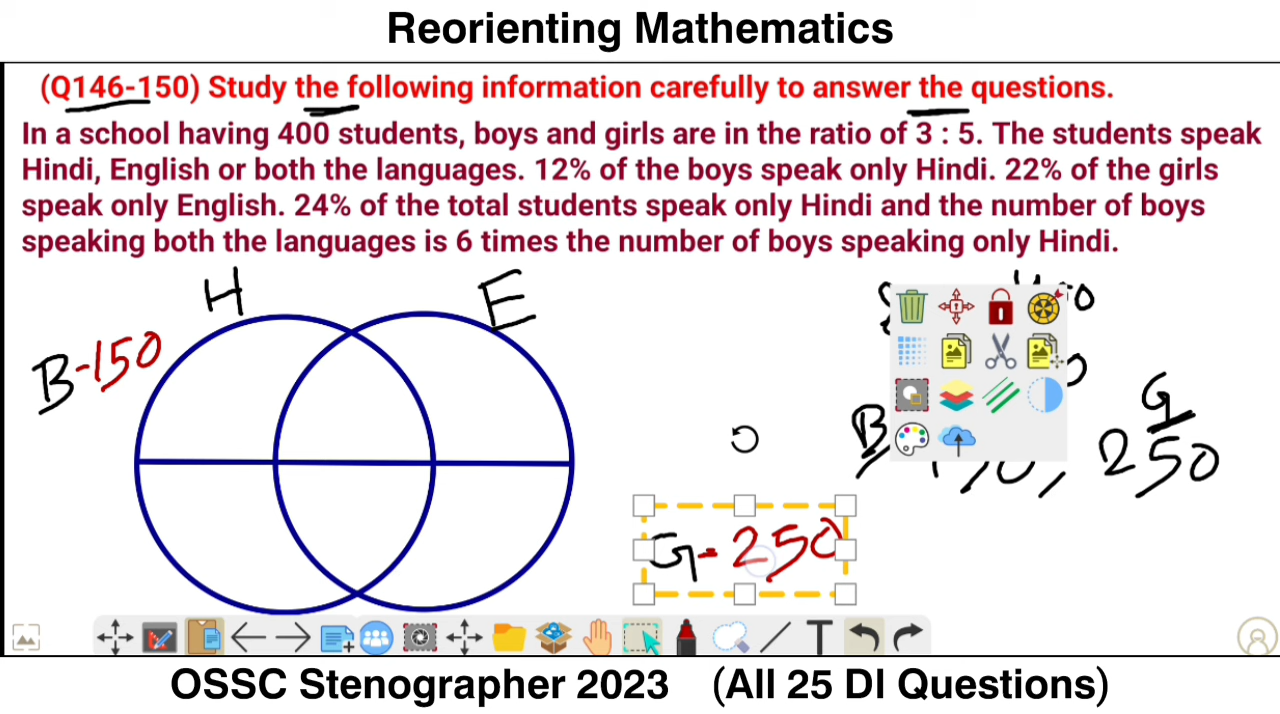 Reorienting Mathematics
(Q146-150) Study the following information carefully to answer the questions.
In a school having 400 students, boys and girls are in the ratio of 3 : 5. The students speak
Hindi, English or both the languages. 12% of the boys speak only Hindi. 22% of the girls
speak only English. 24% of the total students speak only Hindi and the number of boys
speaking both the languages is 6 times the number of boys speaking only Hindi.
H E
B-150
B G
250
G-250
T
OSSC Stenographer 2023 (All 25 DI Questions)